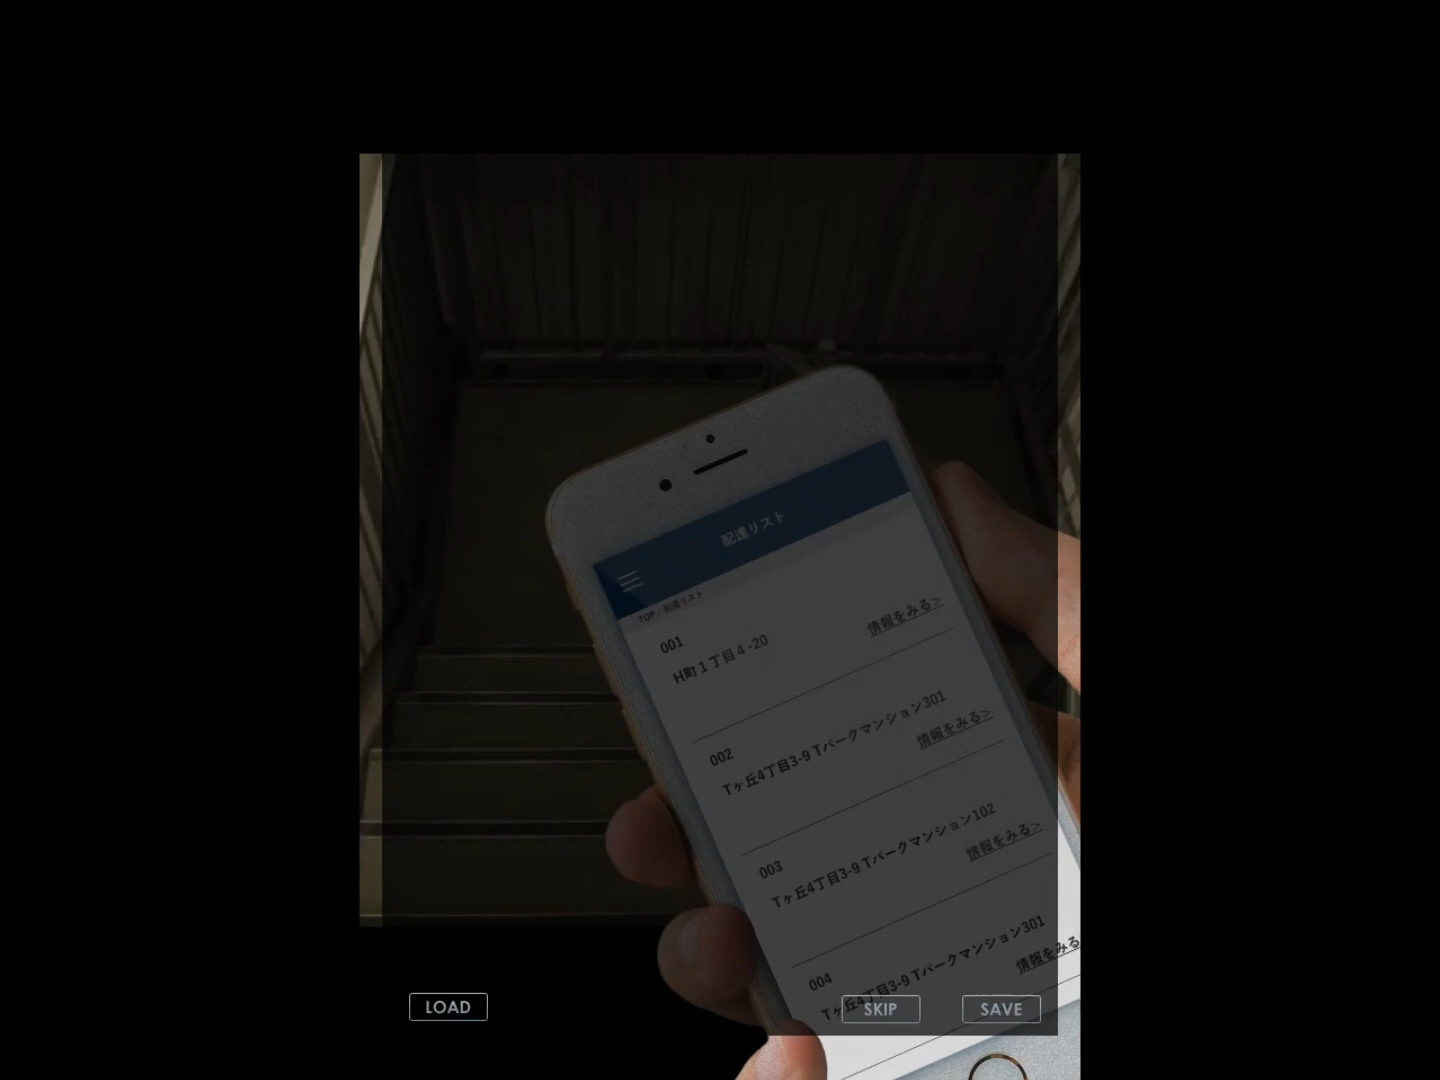 配達リスト
TOP / 配達リスト
001
H町1丁目4-20
情報をみる>
002
Tヶ丘4丁目3-9 Tパークマンション301
情報をみる>
003
Tヶ丘4丁目3-9 Tパークマンション102
情報をみる>
004
Tヶ丘4丁目3-9 Tパークマンション301
情報をみる
LOAD
SKIP
SAVE